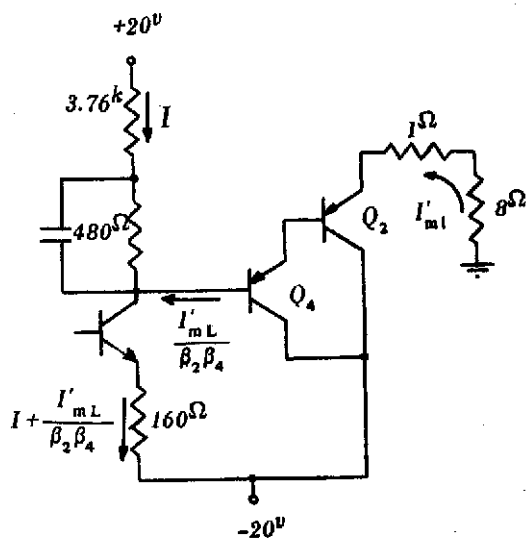 +20ᵛ
3.76ᵏ
I
480Ω
1Ω
I'mL
8Ω
Q₂
Q₄
I'mL
β₂β₄
I + I'mL
β₂β₄
160Ω
-20ᵛ